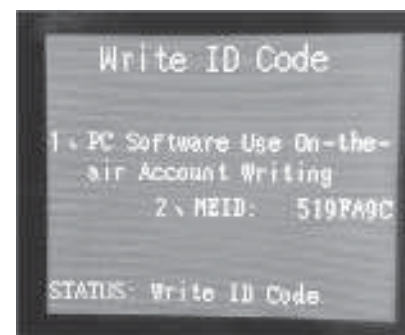 Write ID Code
1、PC Software Use On-the-
air Account Writing
2、MEID: 519FA9C
STATUS: Write ID Code